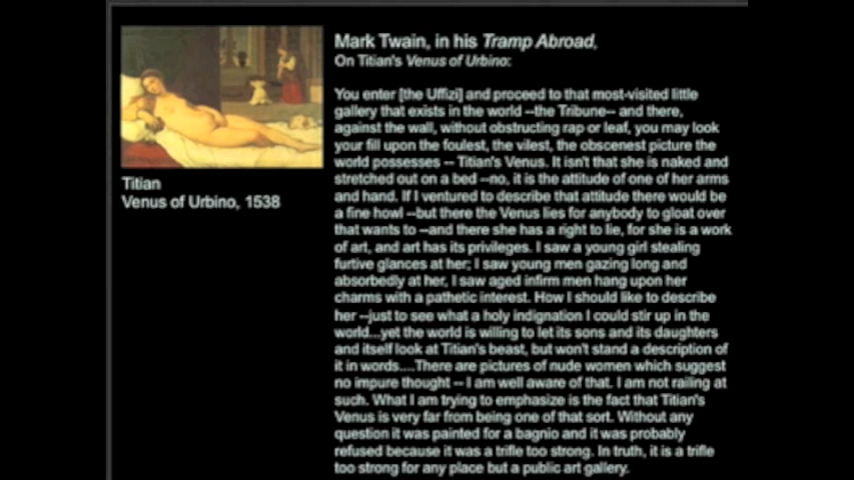 Mark Twain, in his Tramp Abroad,
On Titian's Venus of Urbino:
You enter [the Uffizi] and proceed to that most-visited little
gallery that exists in the world --the Tribune-- and there,
against the wall, without obstructing rap or leaf, you may look
your fill upon the foulest, the vilest, the obscenest picture the
world possesses -- Titian's Venus. It isn't that she is naked and
stretched out on a bed --no, it is the attitude of one of her arms
and hand. If I ventured to describe that attitude there would be
a fine howl --but there the Venus lies for anybody to gloat over
that wants to --and there she has a right to lie, for she is a work
of art, and art has its privileges. I saw a young girl stealing
furtive glances at her; I saw young men gazing long and
absorbedly at her, I saw aged infirm men hang upon her
charms with a pathetic interest. How I should like to describe
her --just to see what a holy indignation I could stir up in the
world...yet the world is willing to let its sons and its daughters
and itself look at Titian's beast, but won't stand a description of
it in words....There are pictures of nude women which suggest
no impure thought -- I am well aware of that. I am not railing at
such. What I am trying to emphasize is the fact that Titian's
Venus is very far from being one of that sort. Without any
question it was painted for a bagnio and it was probably
refused because it was a trifle too strong. In truth, it is a trifle
too strong for any place but a public art gallery.
Titian
Venus of Urbino, 1538